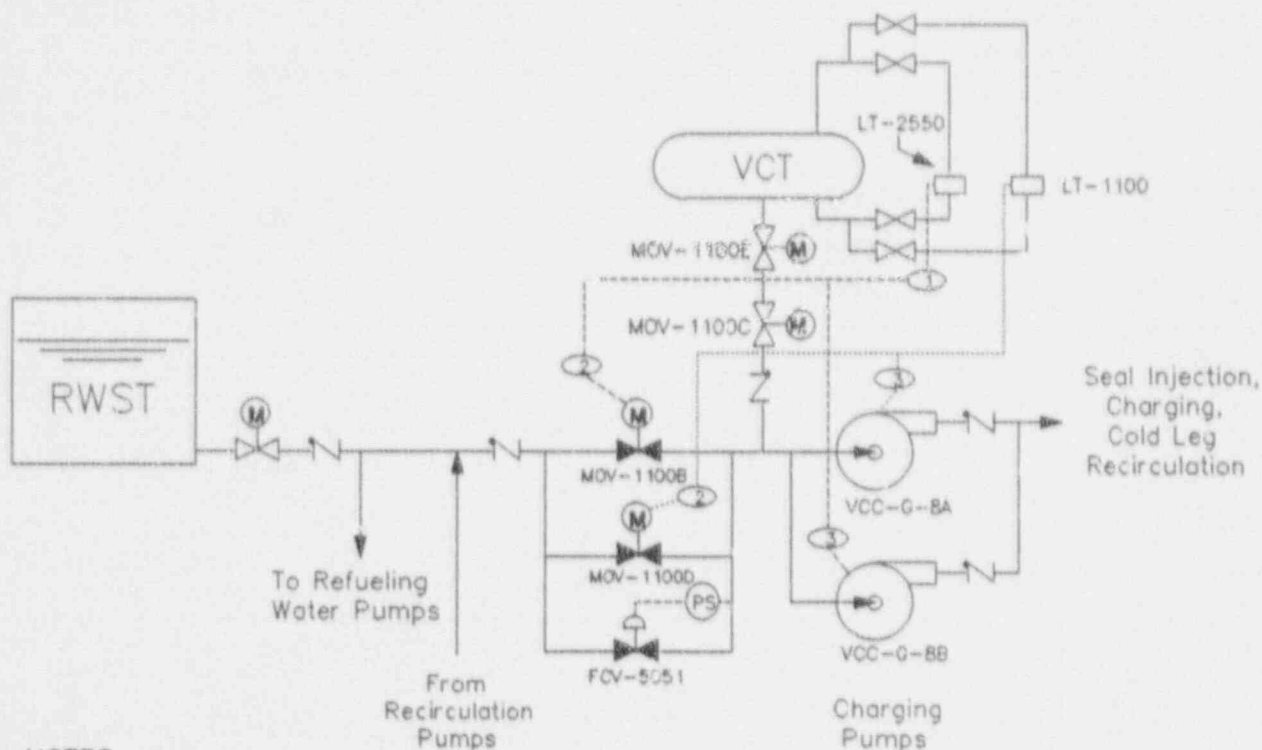 LT-2550
VCT
LT-1100
MOV-1100E
M
1
MOV-1100C
M
2
3
RWST
M
M
Seal Injection,
Charging,
Cold Leg
Recirculation
MOV-1100B
2
VCC-G-8A
M
3
To Refueling
Water Pumps
MOV-1100D
PS
FCV-5051
VCC-G-8B
From
Recirculation
Pumps
Charging
Pumps